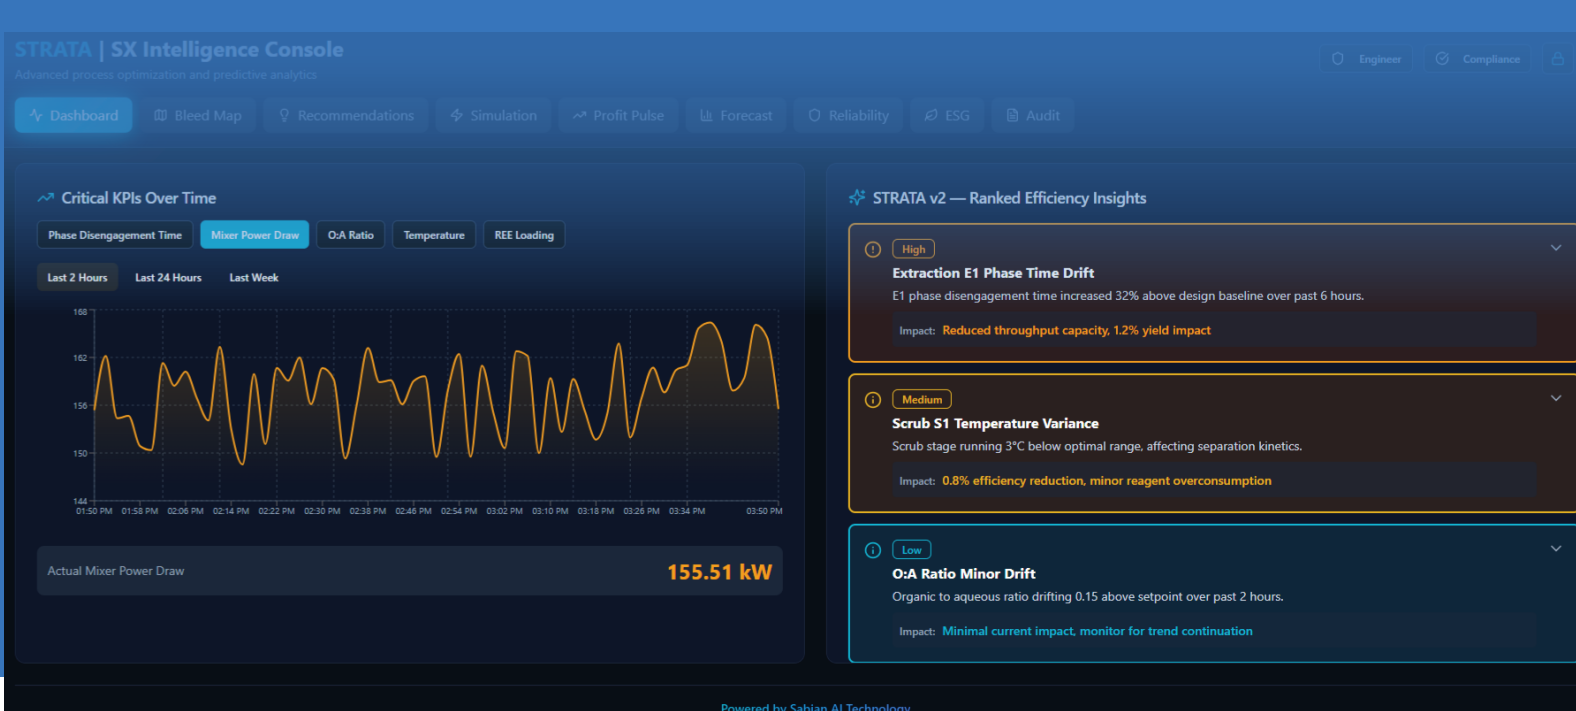 STRATA | SX Intelligence Console
Advanced process optimization and predictive analytics
Engineer Compliance
Dashboard Bleed Map Recommendations Simulation Profit Pulse Forecast Reliability ESG Audit
Critical KPIs Over Time
Phase Disengagement Time Mixer Power Draw O:A Ratio Temperature REE Loading
Last 2 Hours Last 24 Hours Last Week
168
162
156
150
144
01:50 PM 01:58 PM 02:06 PM 02:14 PM 02:22 PM 02:30 PM 02:38 PM 02:46 PM 02:54 PM 03:02 PM 03:10 PM 03:18 PM 03:26 PM 03:34 PM 03:50 PM
Actual Mixer Power Draw 155.51 kW
STRATA v2 — Ranked Efficiency Insights
High
Extraction E1 Phase Time Drift
E1 phase disengagement time increased 32% above design baseline over past 6 hours.
Impact: Reduced throughput capacity, 1.2% yield impact
Medium
Scrub S1 Temperature Variance
Scrub stage running 3°C below optimal range, affecting separation kinetics.
Impact: 0.8% efficiency reduction, minor reagent overconsumption
Low
O:A Ratio Minor Drift
Organic to aqueous ratio drifting 0.15 above setpoint over past 2 hours.
Impact: Minimal current impact, monitor for trend continuation
Powered by Sabian AI Technology